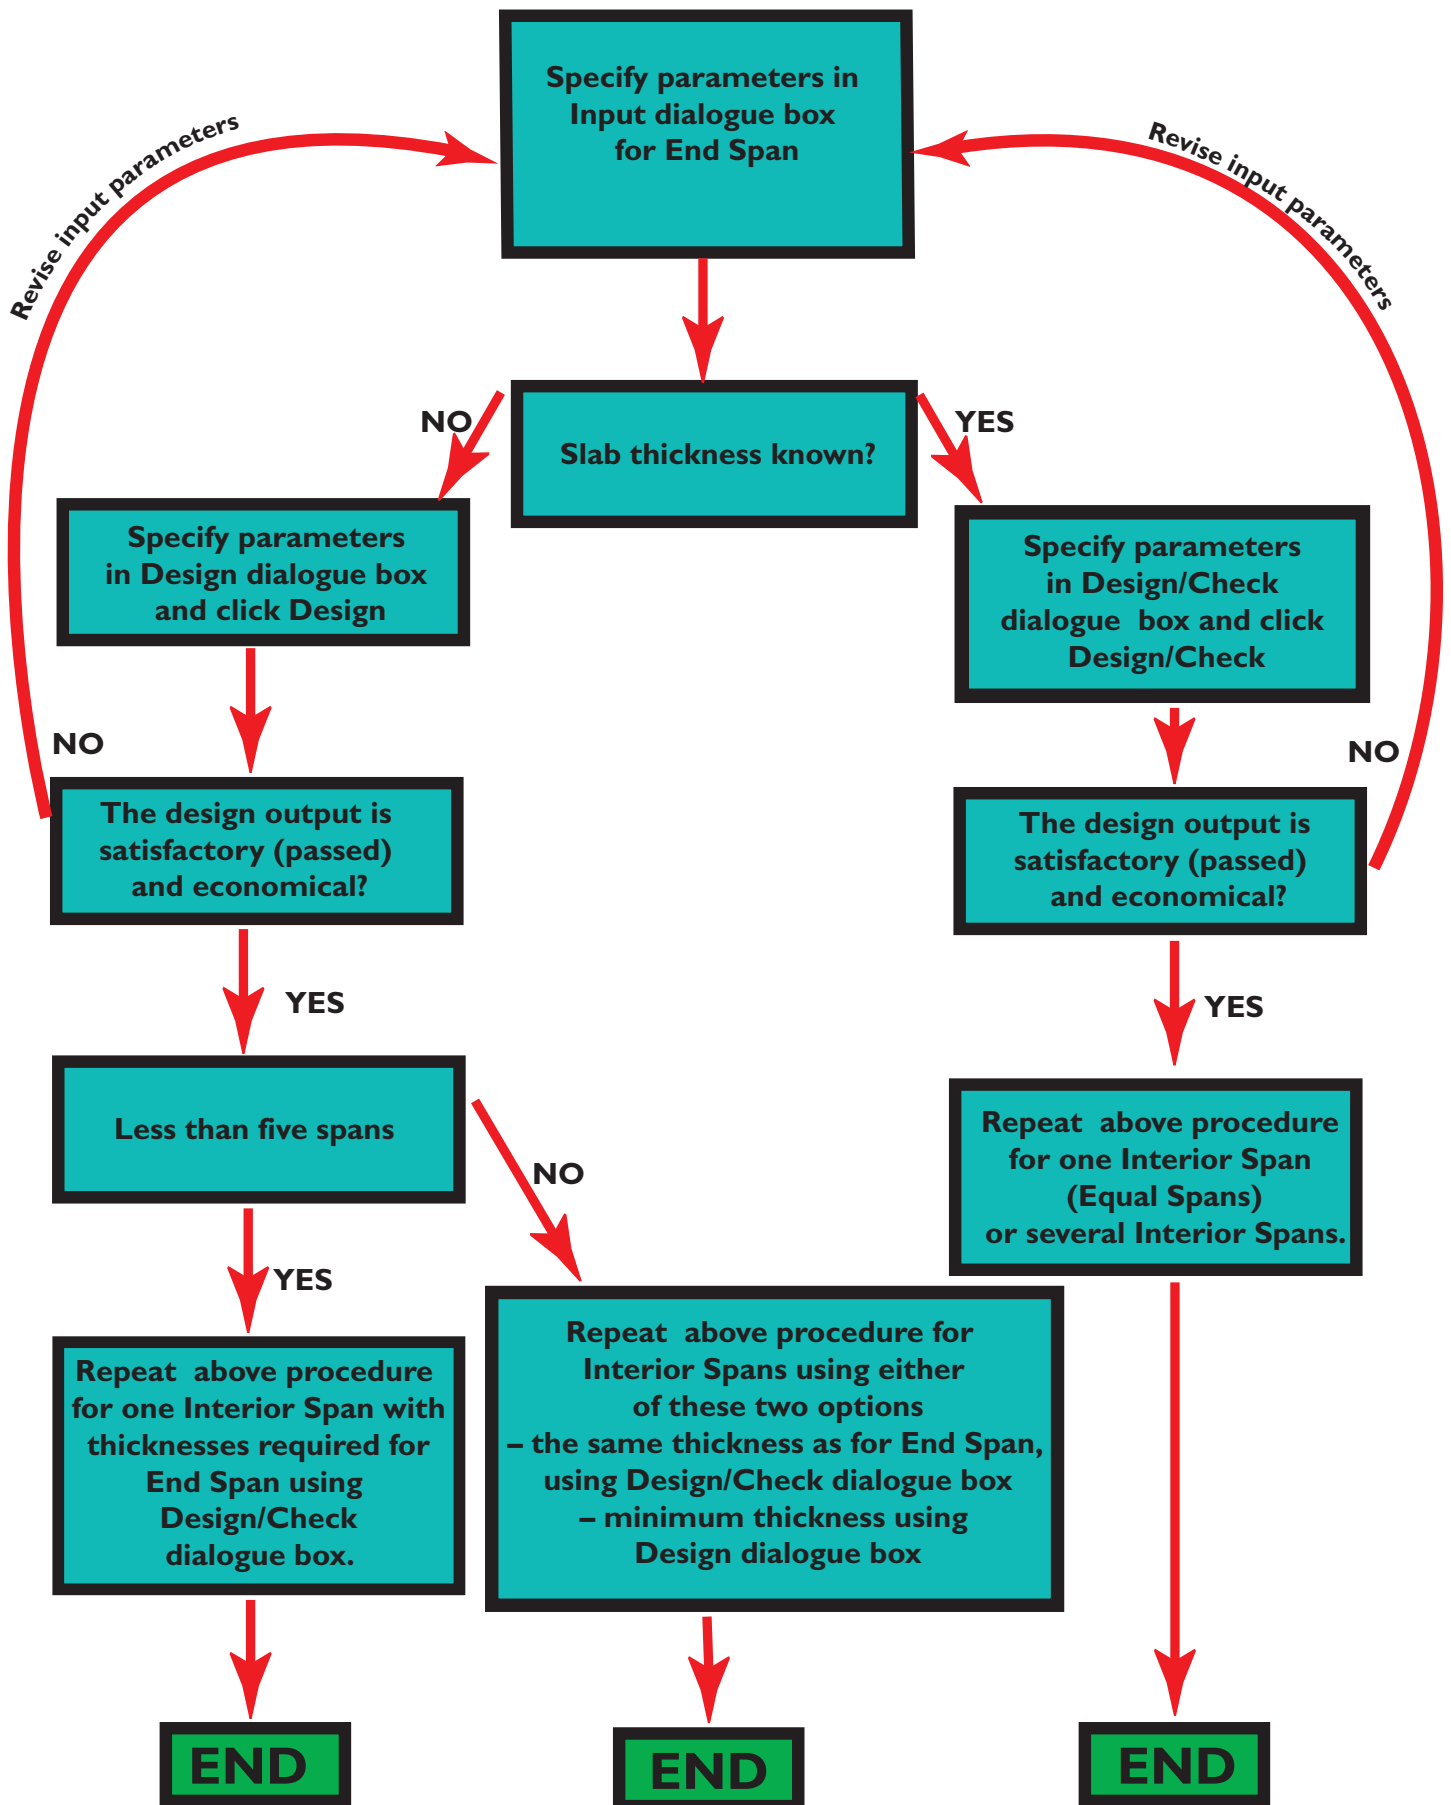 Specify parameters in
Input dialogue box
for End Span
Revise input parameters
Revise input parameters
NO
YES
Slab thickness known?
Specify parameters
in Design dialogue box
and click Design
Specify parameters
in Design/Check
dialogue box and click
Design/Check
NO
NO
The design output is
satisfactory (passed)
and economical?
The design output is
satisfactory (passed)
and economical?
YES
YES
Less than five spans
NO
Repeat above procedure
for one Interior Span
(Equal Spans)
or several Interior Spans.
YES
Repeat above procedure
for one Interior Span with
thicknesses required for
End Span using
Design/Check
dialogue box.
Repeat above procedure for
Interior Spans using either
of these two options
– the same thickness as for End Span,
using Design/Check dialogue box
– minimum thickness using
Design dialogue box
END
END
END